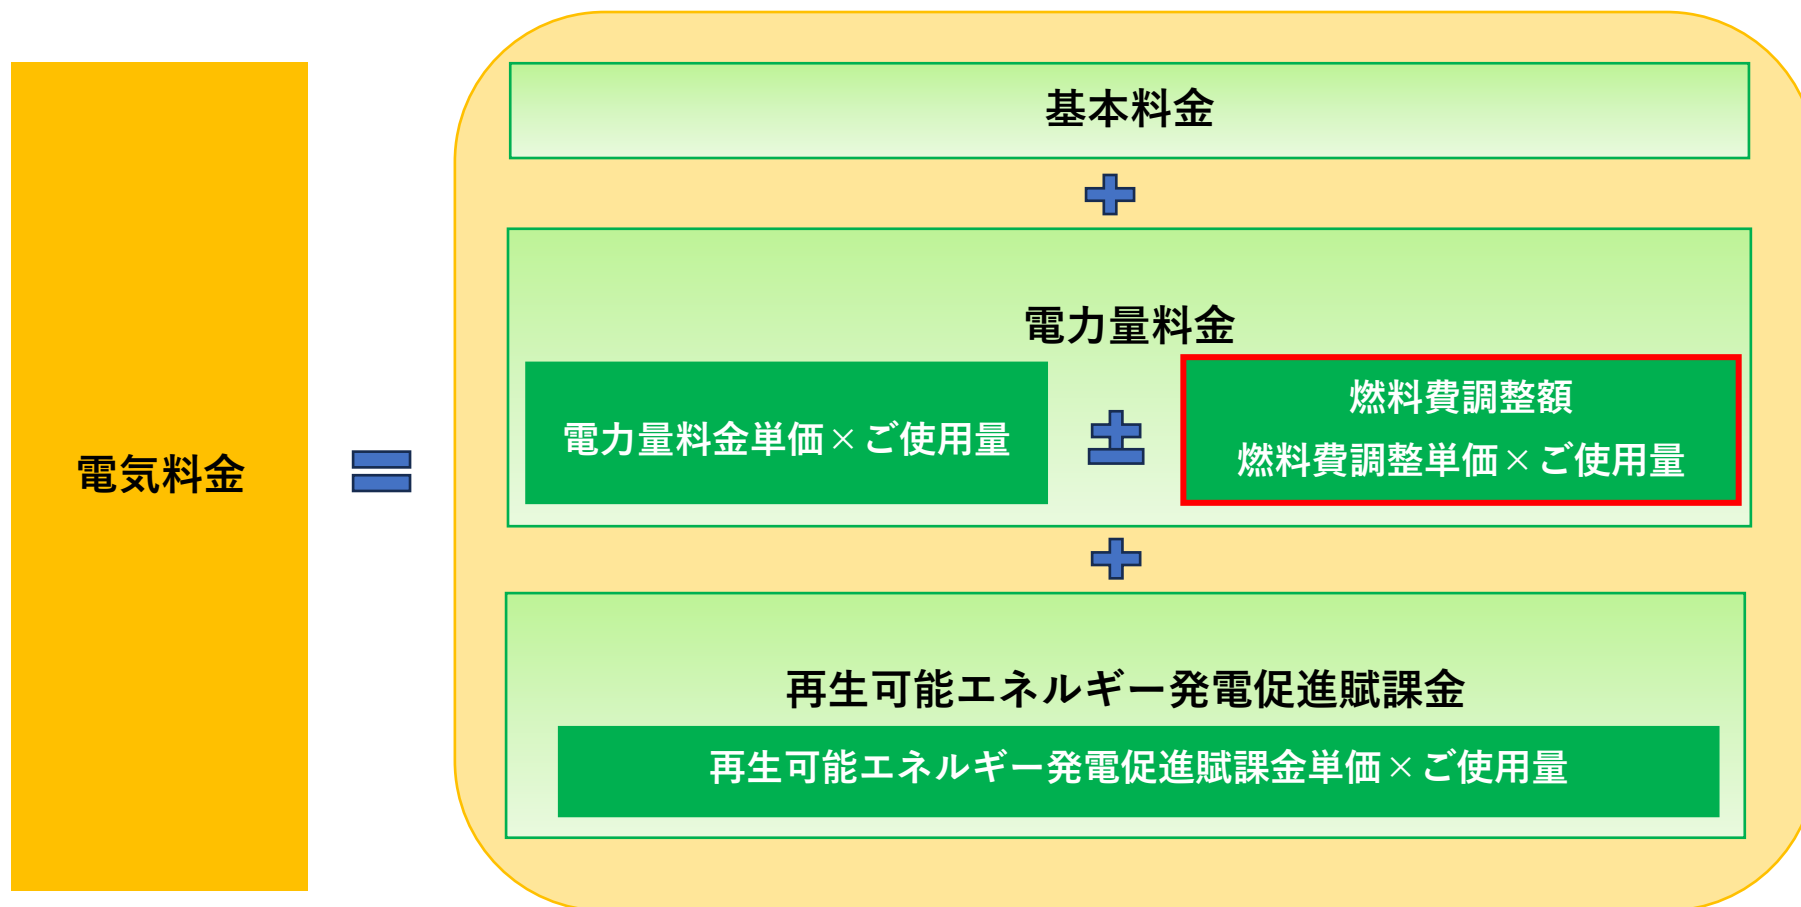 電気料金
基本料金
電力量料金
電力量料金単価×ご使用量
燃料費調整額
燃料費調整単価×ご使用量
再生可能エネルギー発電促進賦課金
再生可能エネルギー発電促進賦課金単価×ご使用量